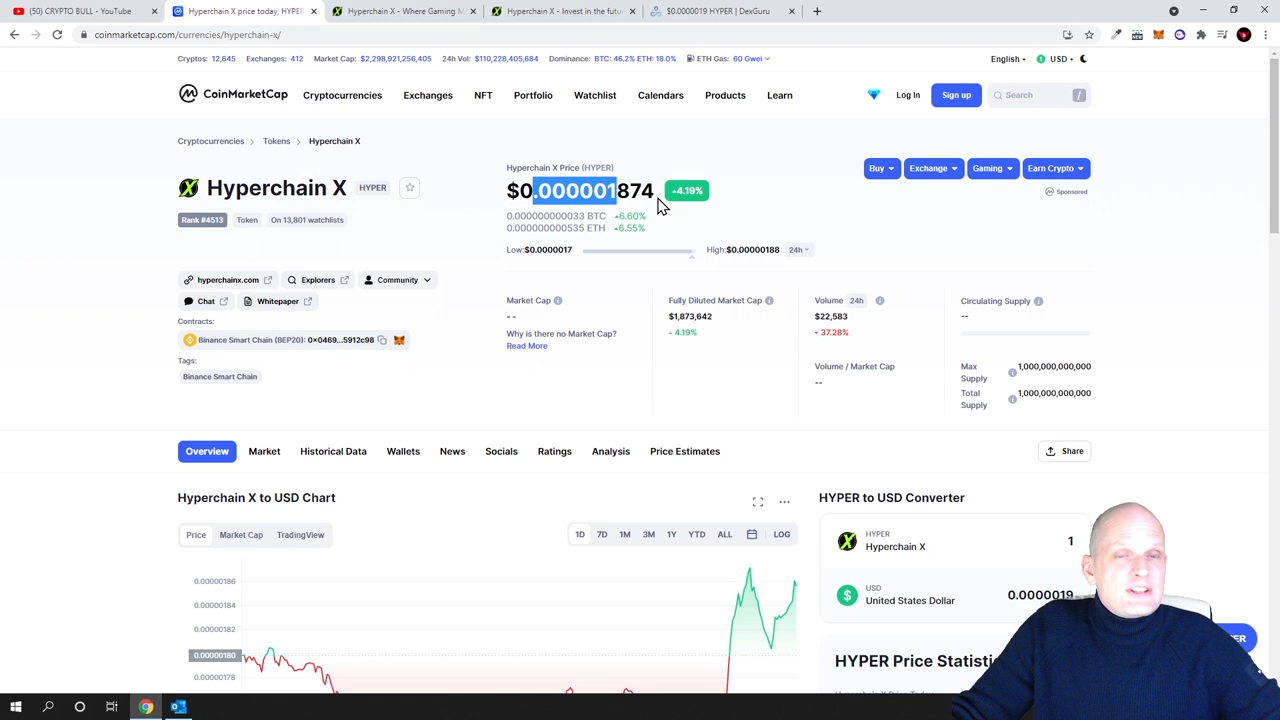 (50) CRYPTO BULL - YouTube
Hyperchain X price today, HYPER
Hyperchain X - Where Gaming M
Hyperchain X - Invest in the futu
$0.0000019 HYPER | DexGuru
coinmarketcap.com/currencies/hyperchain-x/
Cryptos: 12,645 Exchanges: 412 Market Cap: $2,298,921,256,405 24h Vol: $110,228,405,684 Dominance: BTC: 46.2% ETH: 18.0% ETH Gas: 60 Gwei
English USD
CoinMarketCap Cryptocurrencies Exchanges NFT Portfolio Watchlist Calendars Products Learn
Log In Sign up Search /
Cryptocurrencies > Tokens > Hyperchain X
Hyperchain X HYPER
Rank #4513 Token On 13,801 watchlists
hyperchainx.com Explorers Community
Chat Whitepaper
Contracts:
Binance Smart Chain (BEP20): 0x0469...5912c98
Tags:
Binance Smart Chain
Hyperchain X Price (HYPER)
$0.000001874 4.19%
0.000000000033 BTC 6.60%
0.000000000535 ETH 6.55%
Low:$0.0000017 High:$0.00000188 24h
Buy Exchange Gaming Earn Crypto
Sponsored
Market Cap
- -
Why is there no Market Cap?
Read More
Fully Diluted Market Cap
$1,873,642
4.19%
Volume 24h
$22,583
37.28%
Volume / Market Cap
--
Circulating Supply
--
Max Supply 1,000,000,000,000
Total Supply 1,000,000,000,000
Overview Market Historical Data Wallets News Socials Ratings Analysis Price Estimates
Share
Hyperchain X to USD Chart
Price Market Cap TradingView
1D 7D 1M 3M 1Y YTD ALL LOG
0.00000186
0.00000184
0.00000182
0.00000180
0.00000178
HYPER to USD Converter
HYPER
Hyperchain X 1
USD
United States Dollar 0.0000019
HYPER Price Statis